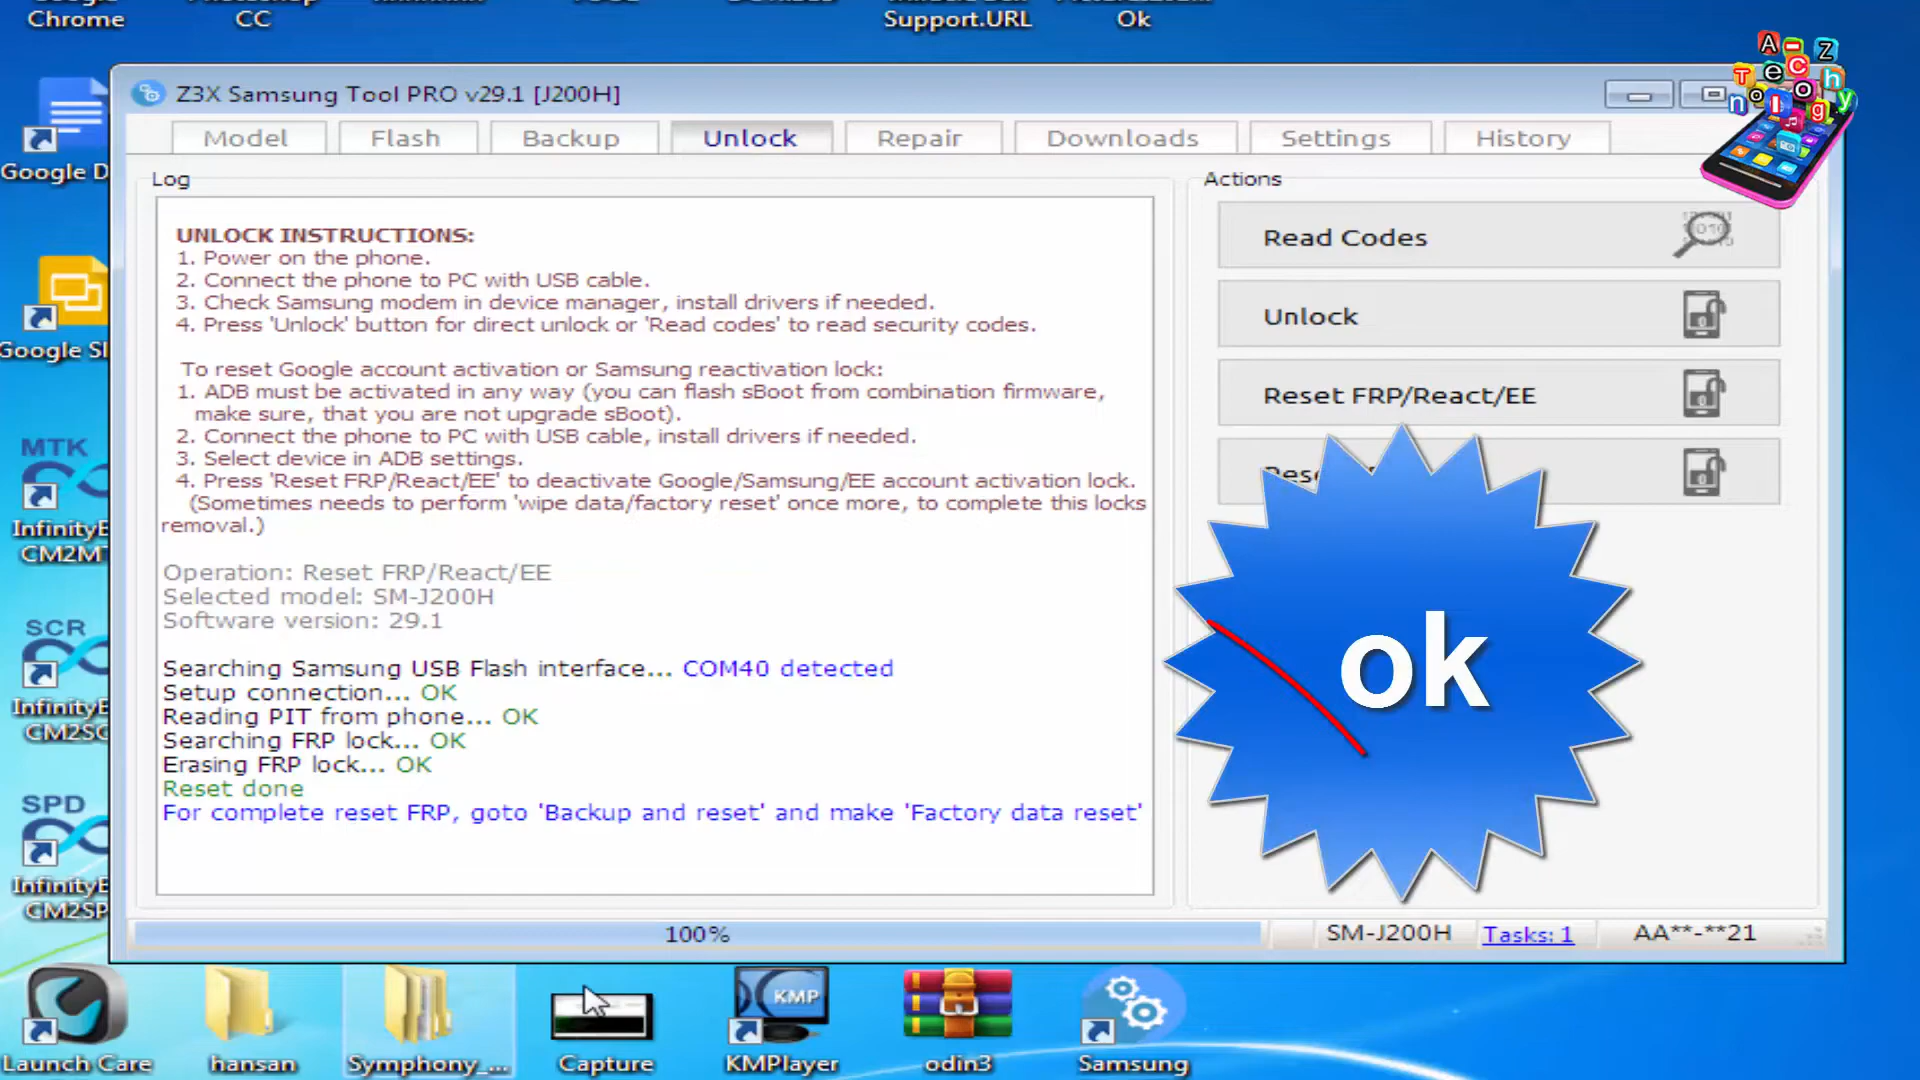 Chrome
CC
Support.URL
Ok
Z3X Samsung Tool PRO v29.1 [J200H]
A-Z
Technology
Model
Flash
Backup
Unlock
Repair
Downloads
Settings
History
Log
Actions
UNLOCK INSTRUCTIONS:
1. Power on the phone.
2. Connect the phone to PC with USB cable.
3. Check Samsung modem in device manager, install drivers if needed.
4. Press 'Unlock' button for direct unlock or 'Read codes' to read security codes.
To reset Google account activation or Samsung reactivation lock:
1. ADB must be activated in any way (you can flash sBoot from combination firmware,
make sure, that you are not upgrade sBoot).
2. Connect the phone to PC with USB cable, install drivers if needed.
3. Select device in ADB settings.
4. Press 'Reset FRP/React/EE' to deactivate Google/Samsung/EE account activation lock.
(Sometimes needs to perform 'wipe data/factory reset' once more, to complete this locks
removal.)
Operation: Reset FRP/React/EE
Selected model: SM-J200H
Software version: 29.1
Searching Samsung USB Flash interface... COM40 detected
Setup connection... OK
Reading PIT from phone... OK
Searching FRP lock... OK
Erasing FRP lock... OK
Reset done
For complete reset FRP, goto 'Backup and reset' and make 'Factory data reset'
Read Codes
Unlock
Reset FRP/React/EE
ok
100%
SM-J200H
Tasks: 1
AA**-**21
Google D
Google Sl
MTK
InfinityB
CM2MT
SCR
InfinityB
CM2SC
SPD
InfinityB
CM2SP
Launch Care
hansan
Symphony_...
Capture
KMP
KMPlayer
odin3
Samsung